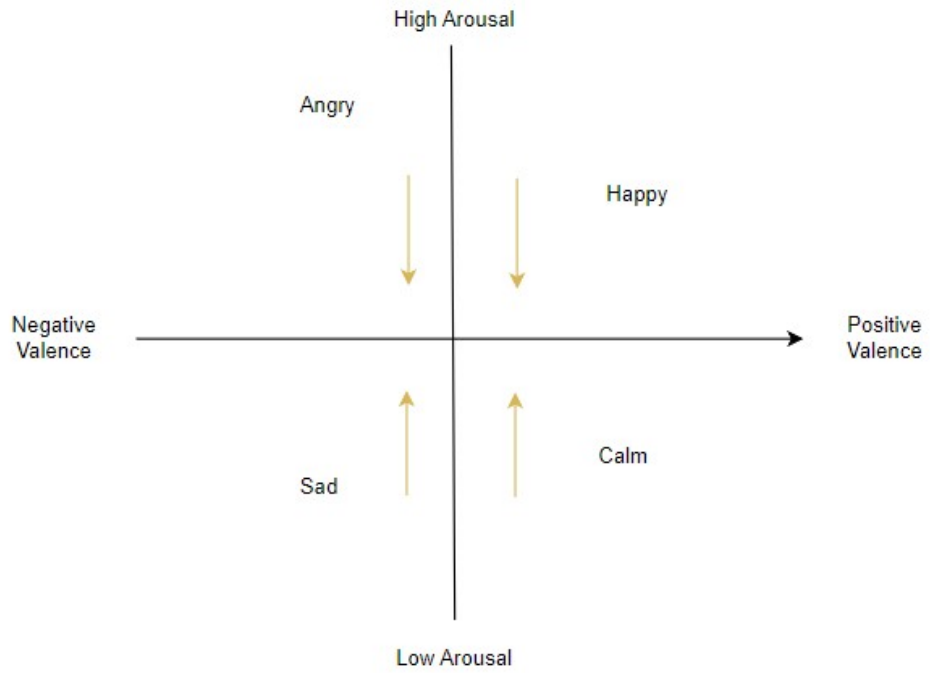 High Arousal
Angry
Happy
Negative
Valence
Positive
Valence
Calm
Sad
Low Arousal